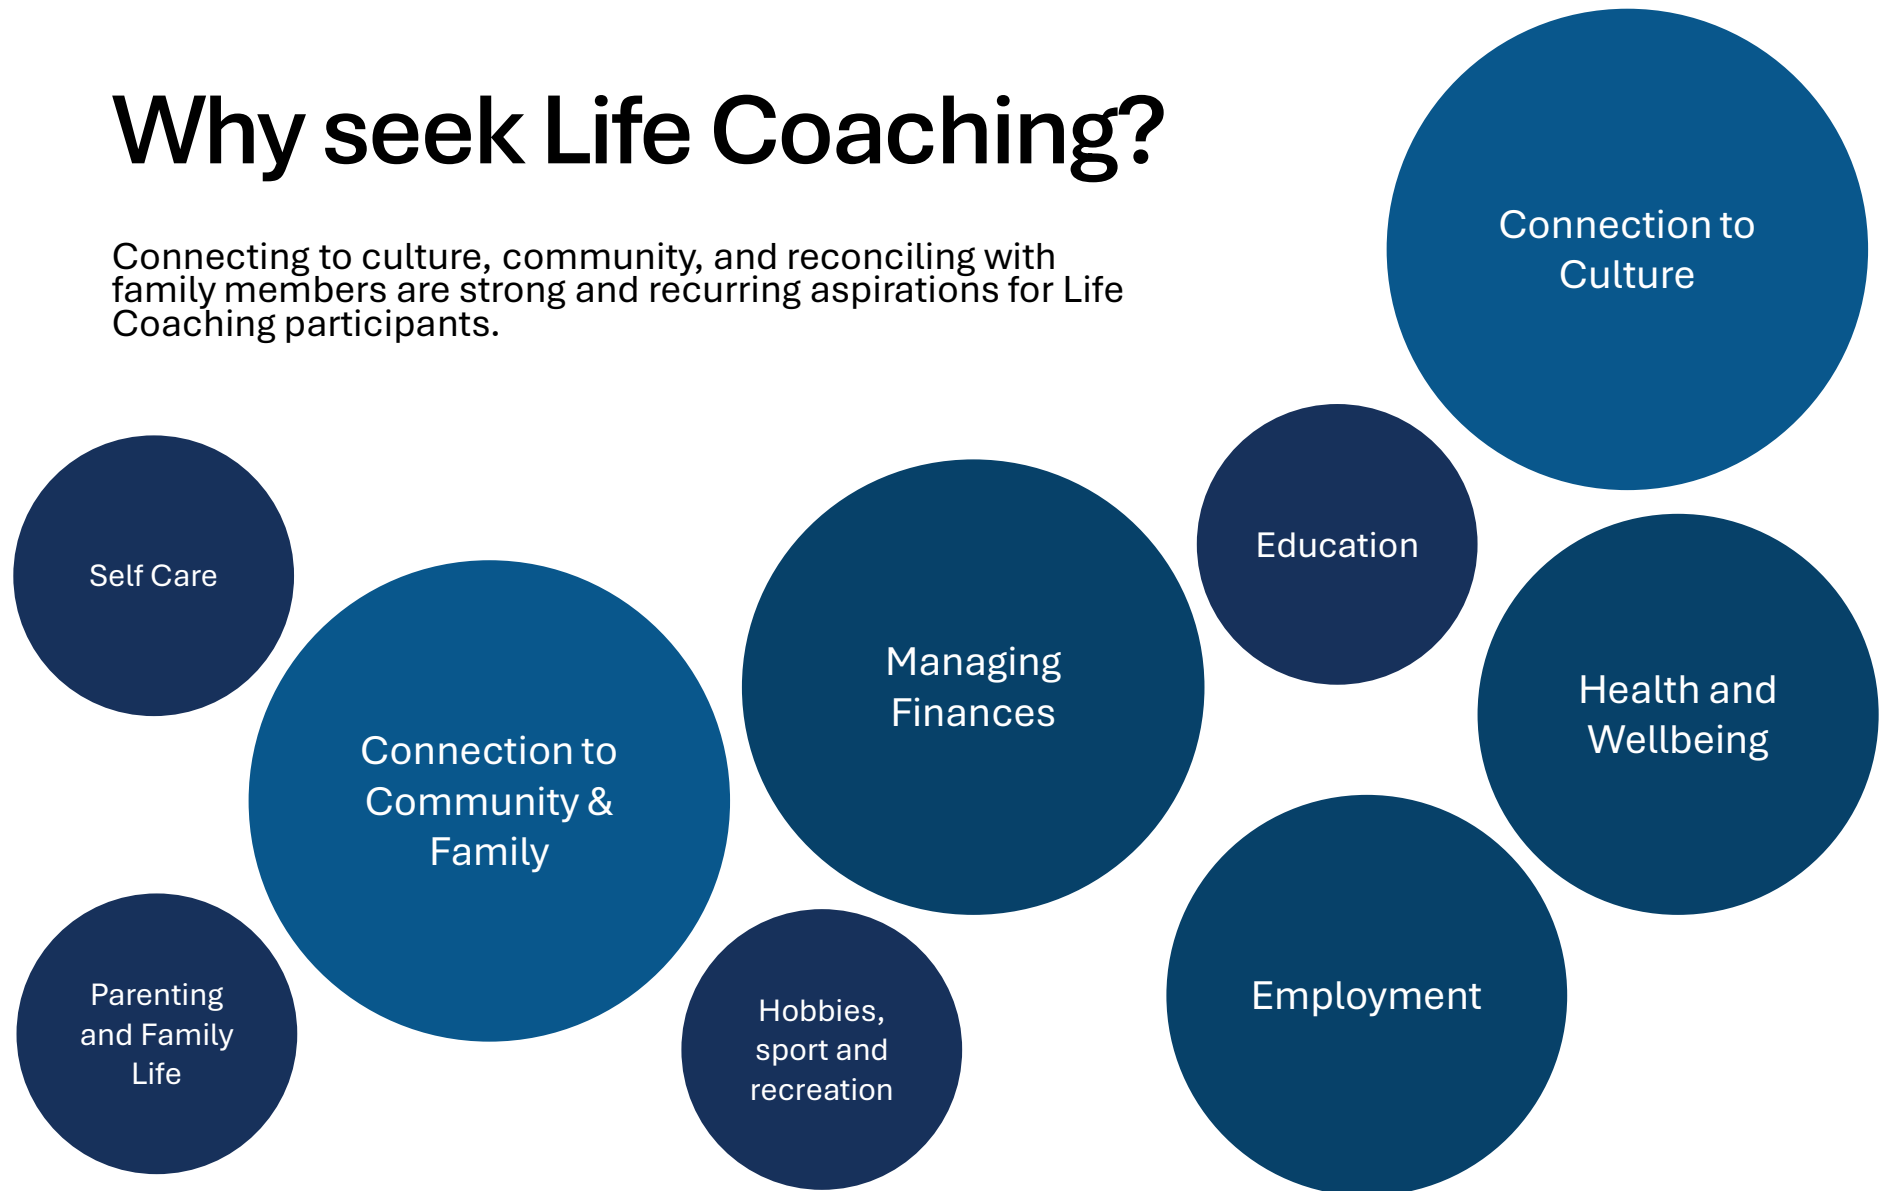 Why seek Life Coaching?
Connecting to culture, community, and reconciling with
family members are strong and recurring aspirations for Life
Coaching participants.
Connection to
Culture
Self Care
Education
Managing
Finances
Health and
Wellbeing
Connection to
Community &
Family
Parenting
and Family
Life
Hobbies,
sport and
recreation
Employment